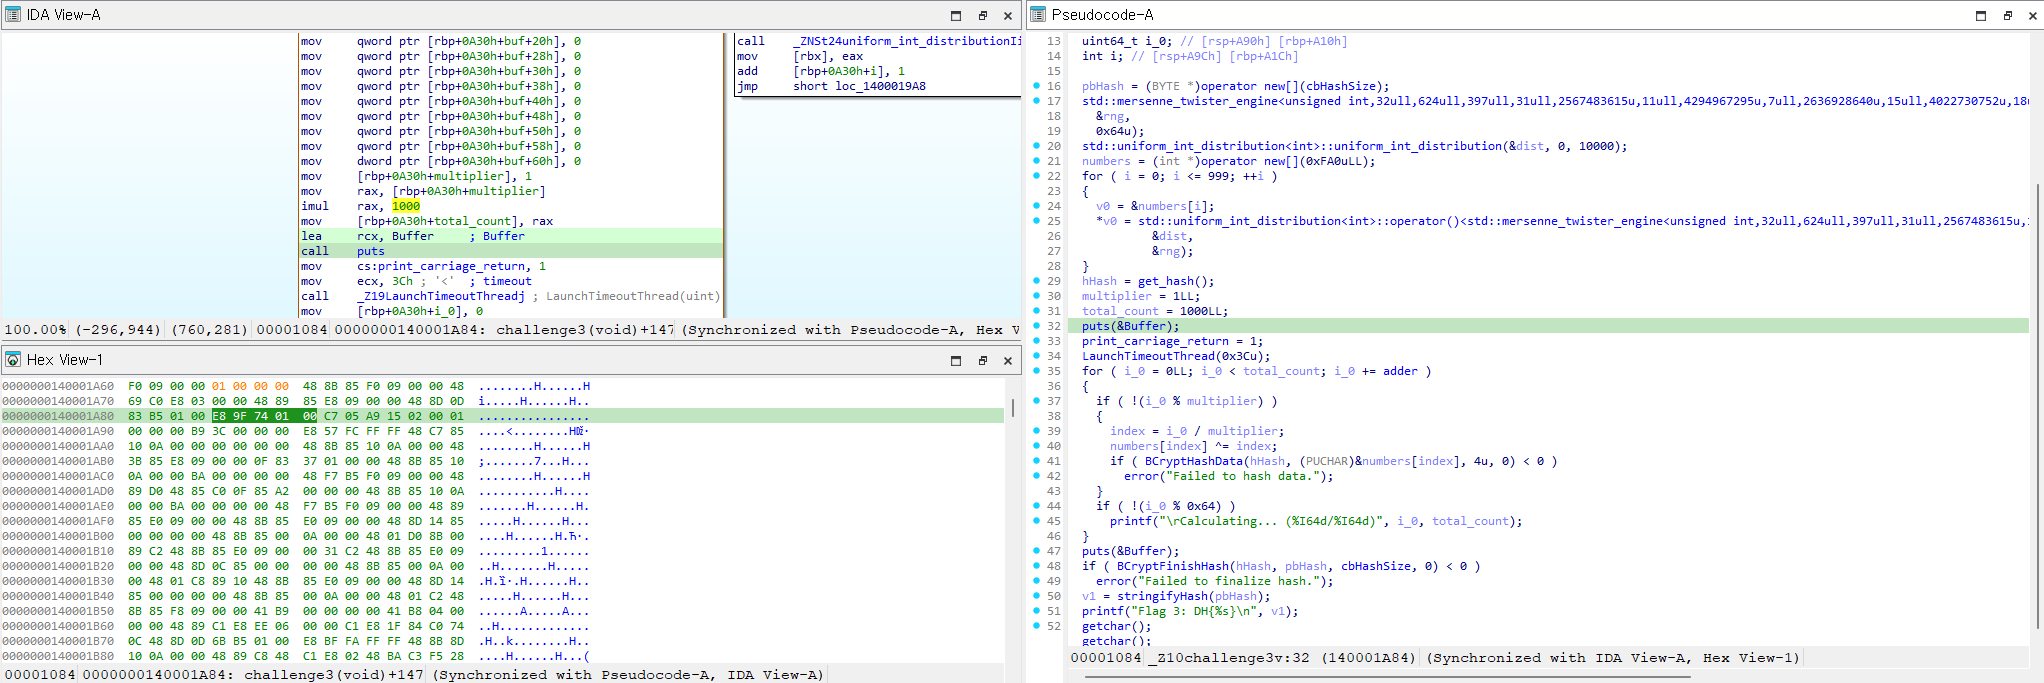 IDA View-A
mov qword ptr [rbp+0A30h+buf+20h], 0
mov qword ptr [rbp+0A30h+buf+28h], 0
mov qword ptr [rbp+0A30h+buf+30h], 0
mov qword ptr [rbp+0A30h+buf+38h], 0
mov qword ptr [rbp+0A30h+buf+40h], 0
mov qword ptr [rbp+0A30h+buf+48h], 0
mov qword ptr [rbp+0A30h+buf+50h], 0
mov qword ptr [rbp+0A30h+buf+58h], 0
mov dword ptr [rbp+0A30h+buf+60h], 0
mov [rbp+0A30h+multiplier], 1
mov rax, [rbp+0A30h+multiplier]
imul rax, 1000
mov [rbp+0A30h+total_count], rax
lea rcx, Buffer ; Buffer
call puts
mov cs:print_carriage_return, 1
mov ecx, 3Ch ; '<' ; timeout
call _Z19LaunchTimeoutThreadj ; LaunchTimeoutThread(uint)
mov [rbp+0A30h+i_0], 0
call _ZNSt24uniform_int_distributionIi
mov [rbx], eax
add [rbp+0A30h+i], 1
jmp short loc_1400019A8
100.00% (-296,944) (760,281) 00001084 0000000140001A84: challenge3(void)+147 (Synchronized with Pseudocode-A, Hex V
Hex View-1
0000000140001A60 F0 09 00 00 01 00 00 00 48 8B 85 F0 09 00 00 48 ........H......H
0000000140001A70 69 C0 E8 03 00 00 48 89 85 E8 09 00 00 48 8D 0D i.....H......H..
0000000140001A80 83 B5 01 00 E8 9F 74 01 00 C7 05 A9 15 02 00 01
0000000140001A90 00 00 00 B9 3C 00 00 00 E8 57 FC FF FF 48 C7 85
0000000140001AA0 10 0A 00 00 00 00 00 00 48 8B 85 10 0A 00 00 48 ........H......H
0000000140001AB0 3B 85 E8 09 00 00 0F 83 37 01 00 00 48 8B 85 10 ;.......7...H...
0000000140001AC0 0A 00 00 BA 00 00 00 00 48 F7 B5 F0 09 00 00 48 ........H......H
0000000140001AD0 89 D0 48 85 C0 0F 85 A2 00 00 00 48 8B 85 10 0A ..H........H....
0000000140001AE0 00 00 BA 00 00 00 00 48 F7 B5 F0 09 00 00 48 89 .......H......H.
0000000140001AF0 85 E0 09 00 00 48 8B 85 E0 09 00 00 48 8D 14 85 .....H......H...
0000000140001B00 00 00 00 00 48 8B 85 00 0A 00 00 48 01 D0 8B 00
0000000140001B10 89 C2 48 8B 85 E0 09 00 00 31 C2 48 8B 85 E0 09
0000000140001B20 00 00 48 8D 0C 85 00 00 00 00 48 8B 85 00 0A 00 ..H.......H.....
0000000140001B30 00 48 01 C8 89 10 48 8B 85 E0 09 00 00 48 8D 14
0000000140001B40 85 00 00 00 00 48 8B 85 00 0A 00 00 48 01 C2 48 .....H......H..H
0000000140001B50 8B 85 F8 09 00 00 41 B9 00 00 00 00 41 B8 04 00 ......A.....A...
0000000140001B60 00 00 48 89 C1 E8 EE 06 00 00 C1 E8 1F 84 C0 74 ..H............t
0000000140001B70 0C 48 8D 0D 6B B5 01 00 E8 BF FA FF FF 48 8B 8D .H..k........H..
0000000140001B80 10 0A 00 00 48 89 C8 48 C1 E8 02 48 BA C3 F5 28 ....H..H...H...(
00001084 0000000140001A84: challenge3(void)+147 (Synchronized with Pseudocode-A, IDA View-A)
Pseudocode-A
13 uint64_t i_0; // [rsp+A90h] [rbp+A10h]
14 int i; // [rsp+A9Ch] [rbp+A1Ch]
15
16 pbHash = (BYTE *)operator new[](cbHashSize);
17 std::mersenne_twister_engine<unsigned int,32ull,624ull,397ull,31ull,2567483615u,11ull,4294967295u,7ull,2636928640u,15ull,4022730752u,18u
18 &rng,
19 0x64u);
20 std::uniform_int_distribution<int>::uniform_int_distribution(&dist, 0, 10000);
21 numbers = (int *)operator new[](0xFA0uLL);
22 for ( i = 0; i <= 999; ++i )
23 {
24 v0 = &numbers[i];
25 *v0 = std::uniform_int_distribution<int>::operator()<std::mersenne_twister_engine<unsigned int,32ull,624ull,397ull,31ull,2567483615u,
26 &dist,
27 &rng);
28 }
29 hHash = get_hash();
30 multiplier = 1LL;
31 total_count = 1000LL;
32 puts(&Buffer);
33 print_carriage_return = 1;
34 LaunchTimeoutThread(0x3Cu);
35 for ( i_0 = 0LL; i_0 < total_count; i_0 += adder )
36 {
37 if ( !(i_0 % multiplier) )
38 {
39 index = i_0 / multiplier;
40 numbers[index] ^= index;
41 if ( BCryptHashData(hHash, (PUCHAR)&numbers[index], 4u, 0) < 0 )
42 error("Failed to hash data.");
43 }
44 if ( !(i_0 % 0x64) )
45 printf("\rCalculating... (%I64d/%I64d)", i_0, total_count);
46 }
47 puts(&Buffer);
48 if ( BCryptFinishHash(hHash, pbHash, cbHashSize, 0) < 0 )
49 error("Failed to finalize hash.");
50 v1 = stringifyHash(pbHash);
51 printf("Flag 3: DH{%s}\n", v1);
52 getchar();
getchar();
00001084 _Z10challenge3v:32 (140001A84) (Synchronized with IDA View-A, Hex View-1)